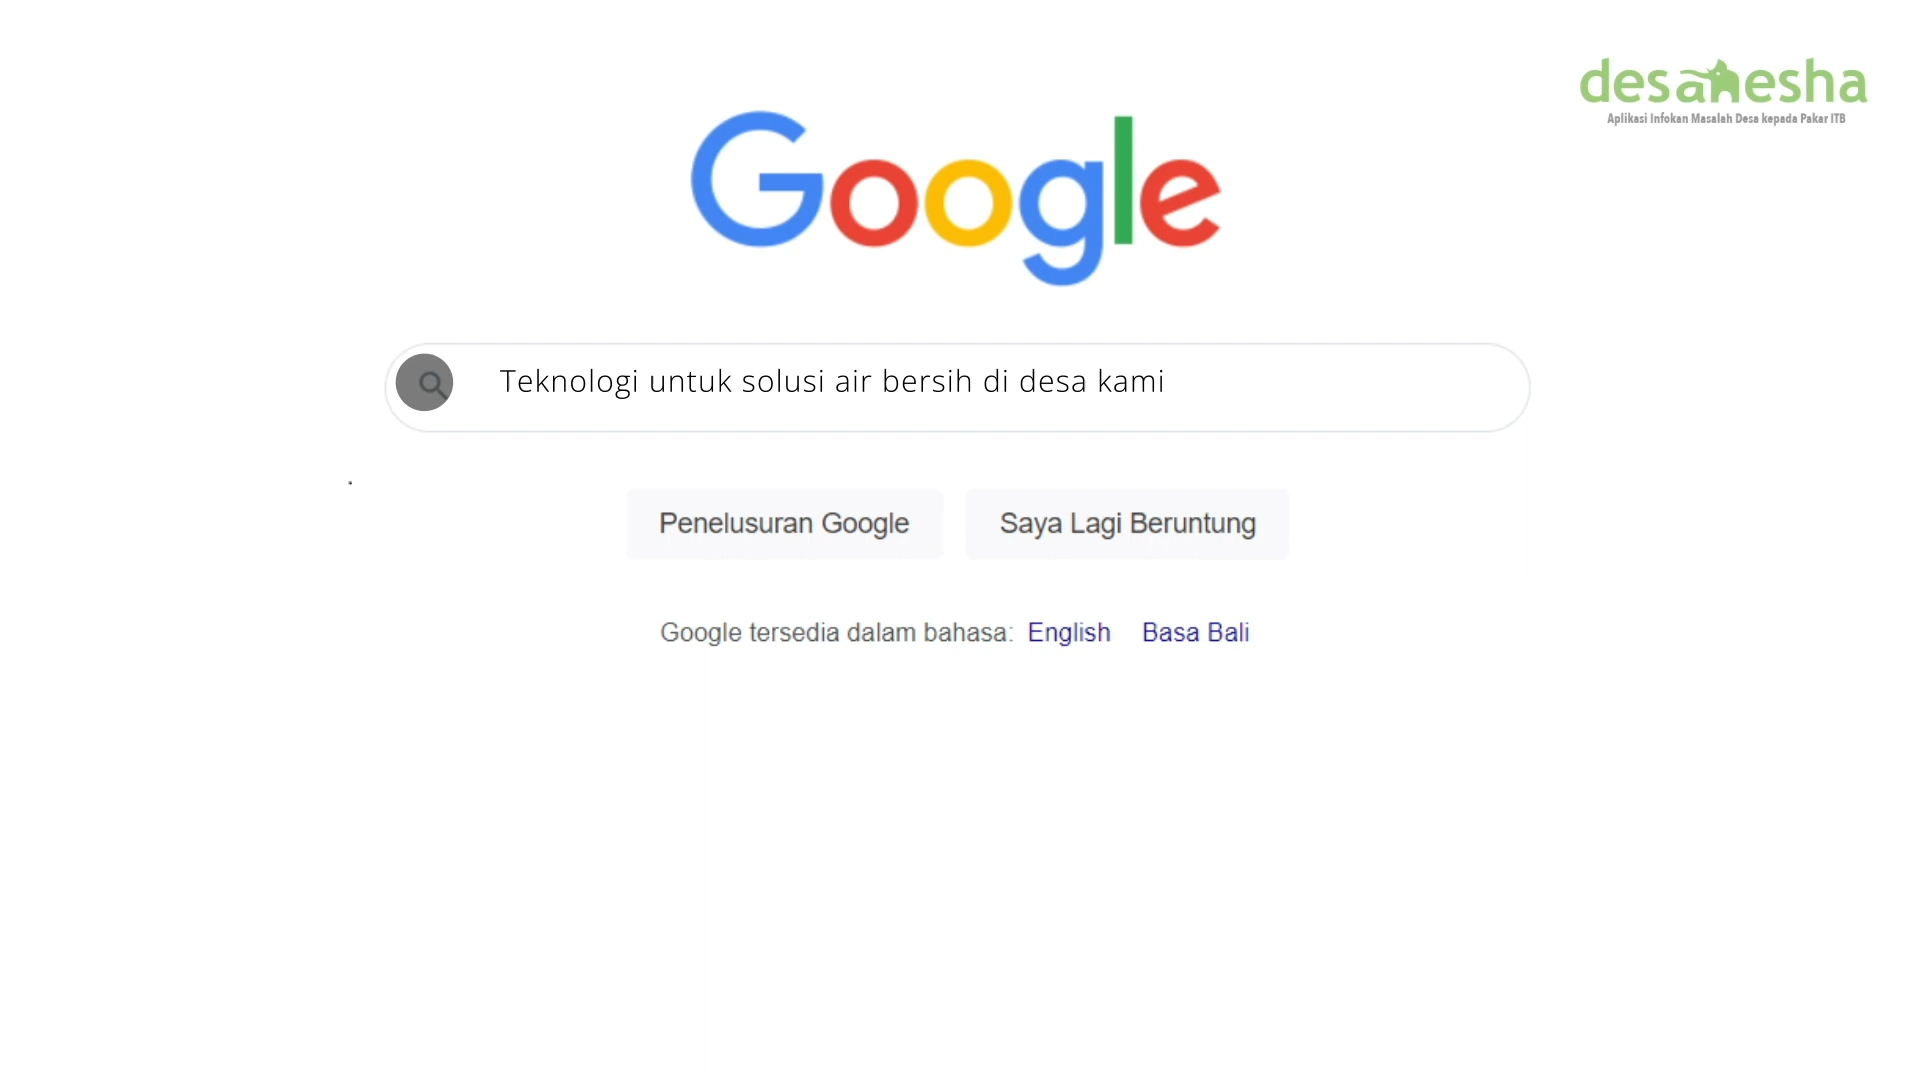 desanesha
Aplikasi Infokan Masalah Desa kepada Pakar ITB
Google
Teknologi untuk solusi air bersih di desa kami
Penelusuran Google
Saya Lagi Beruntung
Google tersedia dalam bahasa: English Basa Bali